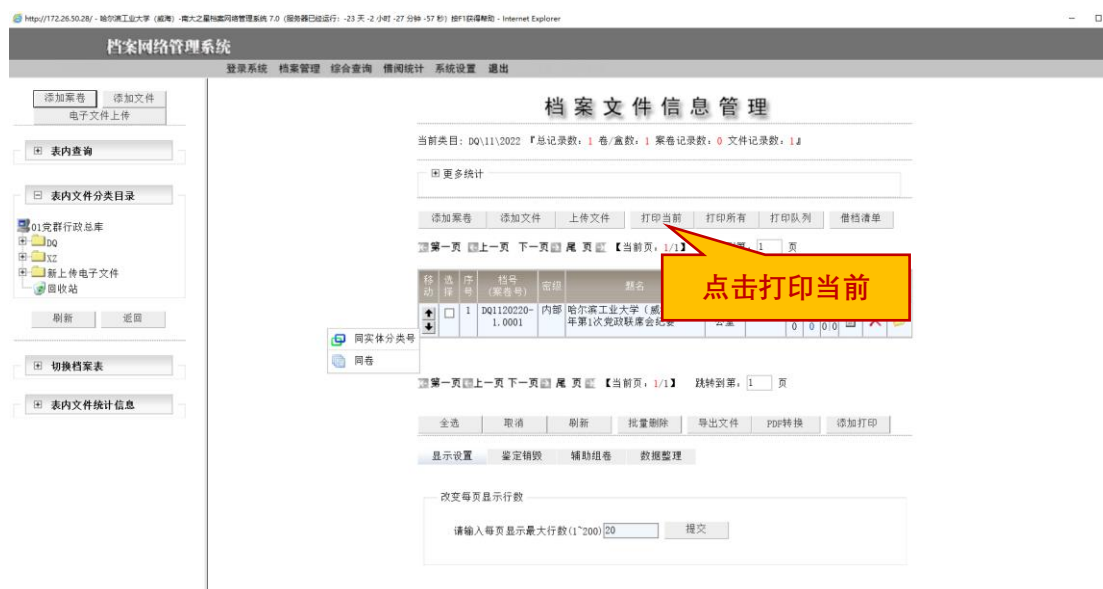 http://172.26.50.28/ - 哈尔滨工业大学（威海）-南大之星档案网络管理系统 7.0（服务器已经运行：-23 天 -2 小时 -27 分钟 -57 秒）按F1获得帮助 - Internet Explorer
档案网络管理系统
登录系统 档案管理 综合查询 借阅统计 系统设置 退出
添加案卷 添加文件
电子文件上传
表内查询
表内文件分类目录
01党群行政总库
DQ
XZ
新上传电子文件
回收站
刷新 返回
切换档案表
表内文件统计信息
档案文件信息管理
当前类目：DQ\11\2022 『总记录数：1 卷/盒数：1 案卷记录数：0 文件记录数：1』
更多统计
添加案卷 添加文件 上传文件 打印当前 打印所有 打印队列 借档清单
第一页 上一页 下一页 尾 页 【当前页：1/1】 1 页
点击打印当前
移动 选择 序号 档号（案卷号） 密级 题名
1 DQ1120220-1.0001 内部 哈尔滨工业大学（威
年第1次党政联席会纪要
0 0 0 0
同实体分类号
同卷
第一页 上一页 下一页 尾 页 【当前页：1/1】 跳转到第：1 页
全选 取消 刷新 批量删除 导出文件 PDF转换 添加打印
显示设置 鉴定销毁 辅助组卷 数据整理
改变每页显示行数
请输入每页显示最大行数(1~200) 20 提交